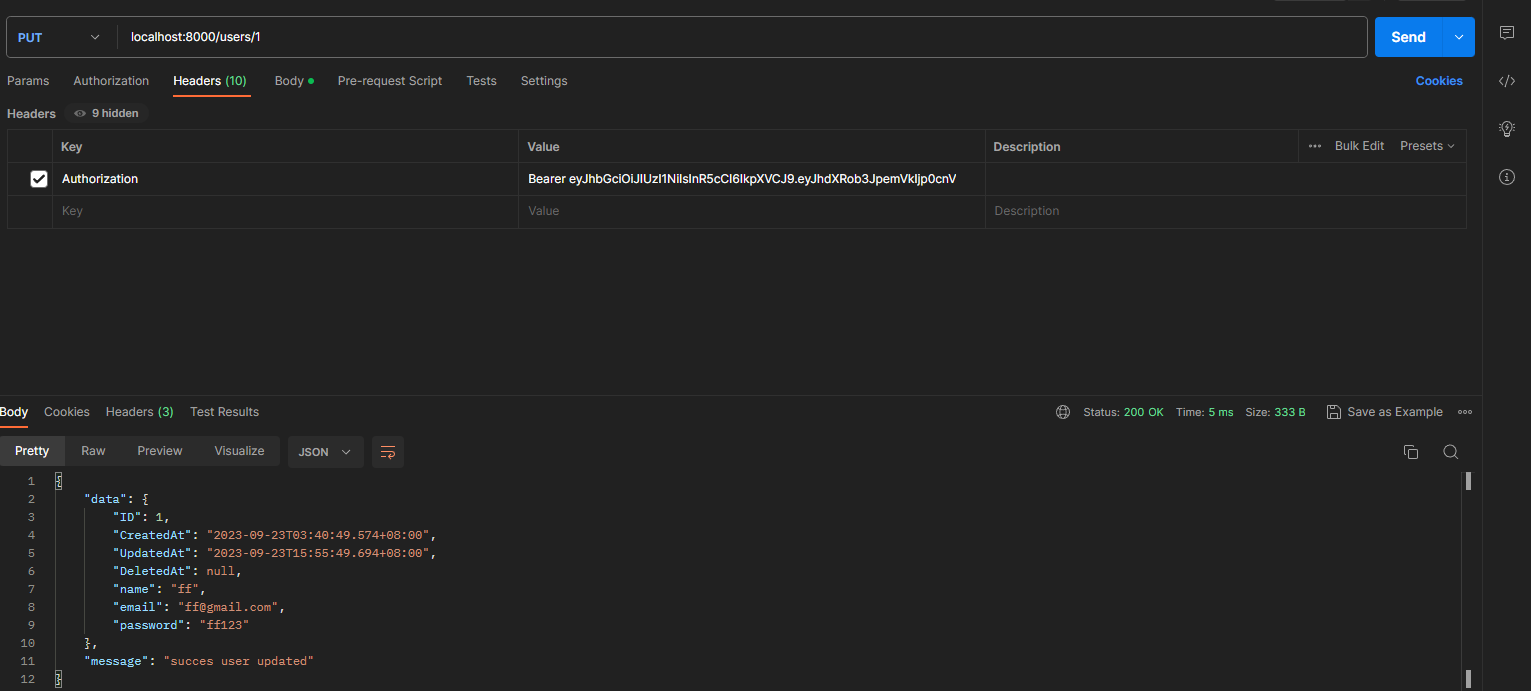 PUT localhost:8000/users/1 Send
Params Authorization Headers (10) Body Pre-request Script Tests Settings Cookies
Headers 9 hidden
Key Value Description Bulk Edit Presets
Authorization Bearer eyJhbGciOiJIUzI1NiIsInR5cCI6IkpXVCJ9.eyJhdXRob3JpemVkIjp0cnV
Key Value Description
Body Cookies Headers (3) Test Results Status: 200 OK Time: 5 ms Size: 333 B Save as Example
Pretty Raw Preview Visualize JSON
1 {
2 "data": {
3 "ID": 1,
4 "CreatedAt": "2023-09-23T03:40:49.574+08:00",
5 "UpdatedAt": "2023-09-23T15:55:49.694+08:00",
6 "DeletedAt": null,
7 "name": "ff",
8 "email": "ff@gmail.com",
9 "password": "ff123"
10 },
11 "message": "succes user updated"
12 }